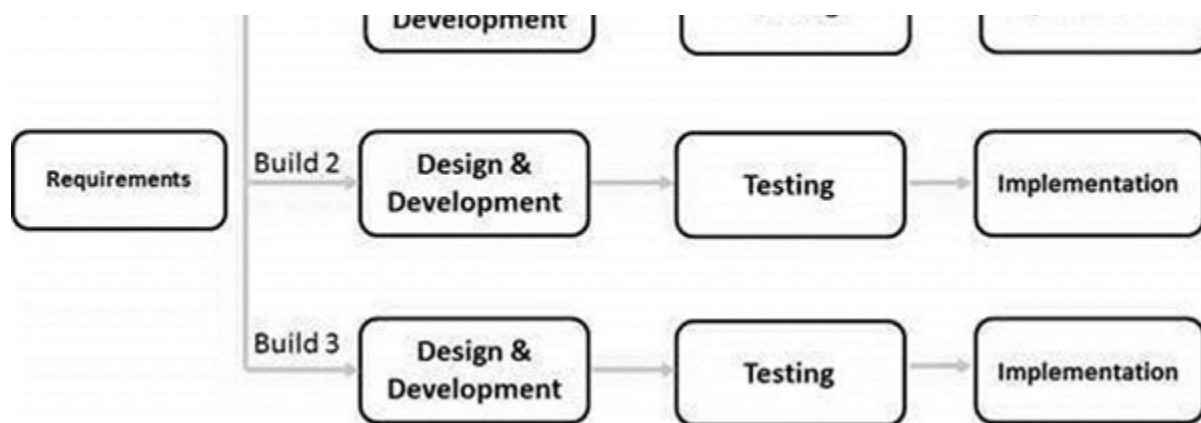 Development
Requirements
Build 2
Design &
Development
Testing
Implementation
Build 3
Design &
Development
Testing
Implementation